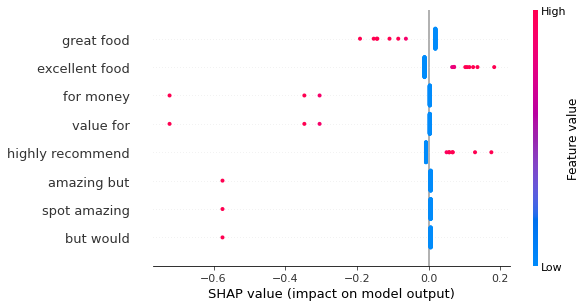 High
great food
excellent food
for money
value for
highly recommend
amazing but
spot amazing
but would
Low
Feature value
−0.6 −0.4 −0.2 0.0 0.2
SHAP value (impact on model output)